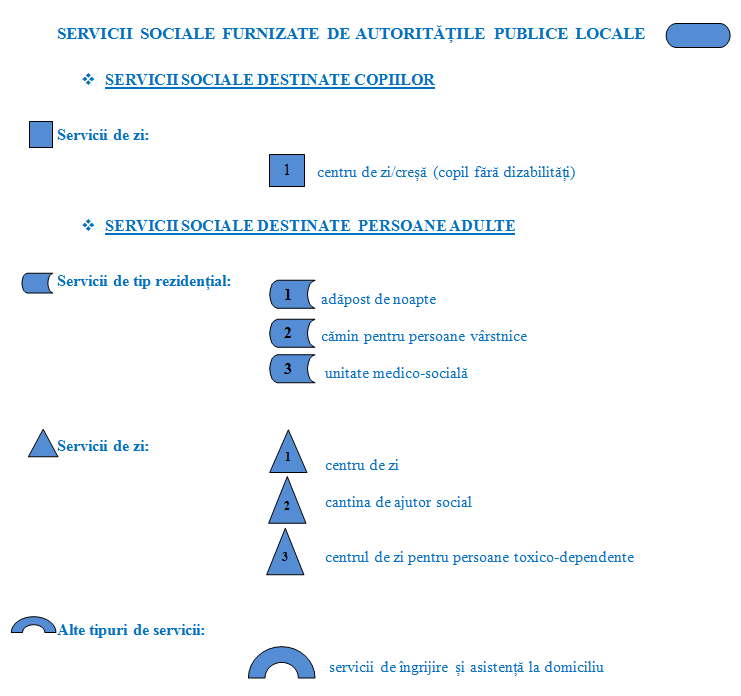 SERVICII SOCIALE FURNIZATE DE AUTORITĂȚILE PUBLICE LOCALE
SERVICII SOCIALE DESTINATE COPIILOR
Servicii de zi:
1 centru de zi/creșă (copil fără dizabilități)
SERVICII SOCIALE DESTINATE PERSOANE ADULTE
Servicii de tip rezidențial:
1 adăpost de noapte
2 cămin pentru persoane vârstnice
3 unitate medico-socială
Servicii de zi:
1 centru de zi
2 cantina de ajutor social
3 centrul de zi pentru persoane toxico-dependente
Alte tipuri de servicii:
servicii de îngrijire și asistență la domiciliu